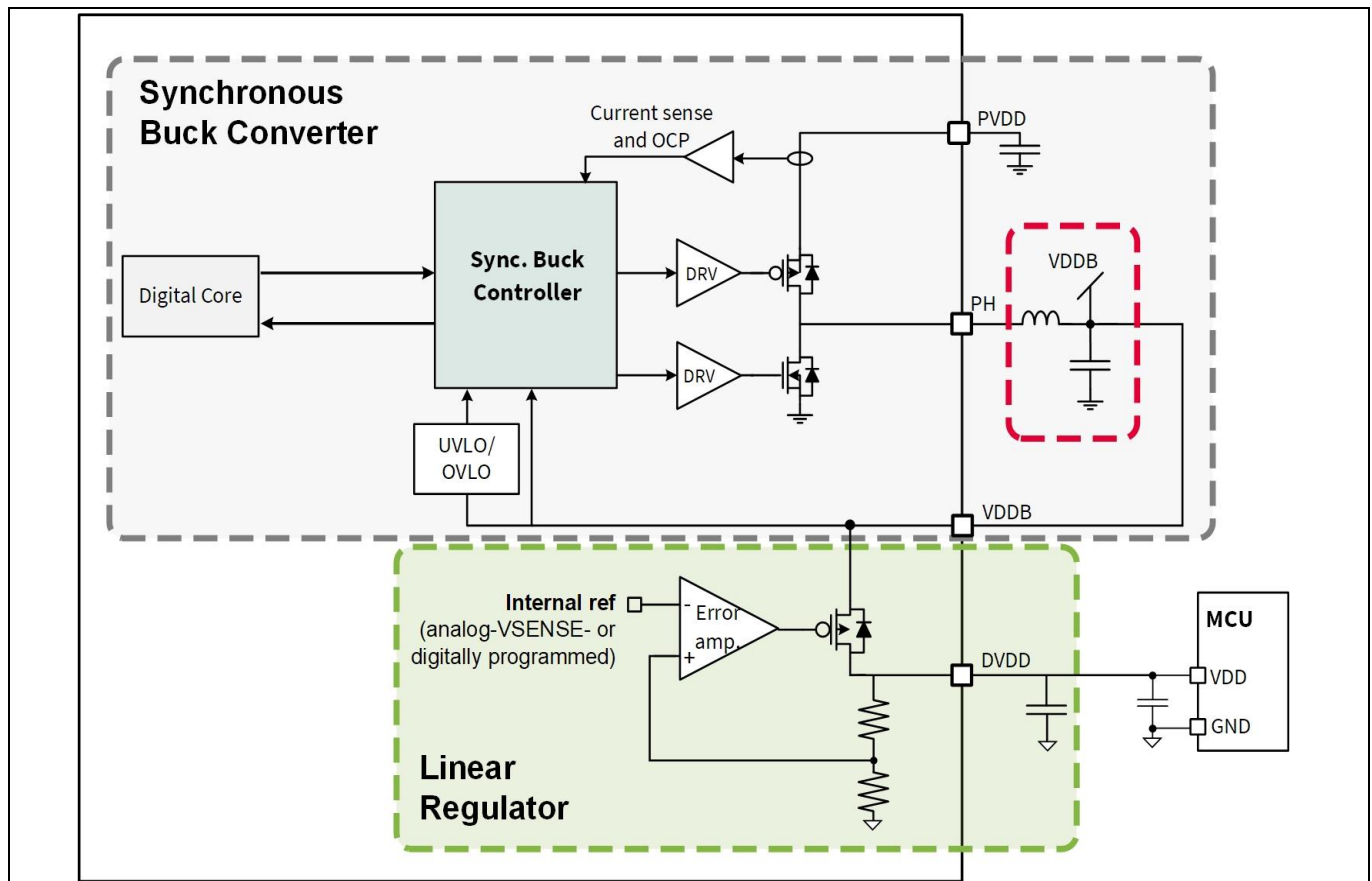 Synchronous
Buck Converter
Current sense
and OCP
PVDD
Digital Core
Sync. Buck
Controller
DRV
DRV
PH
VDDB
UVLO/
OVLO
VDDB
Internal ref
(analog-VSENSE- or
digitally programmed)
-
Error
amp.
+
DVDD
MCU
VDD
GND
Linear
Regulator